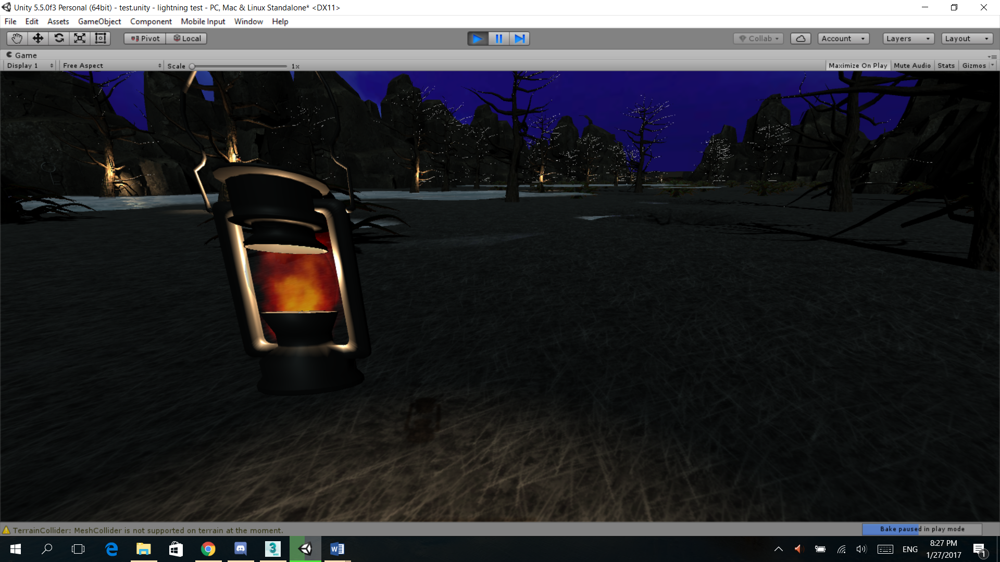 Unity 5.5.0f3 Personal (64bit) - test.unity - lightning test - PC, Mac & Linux Standalone* <DX11>
File Edit Assets GameObject Component Mobile Input Window Help
Pivot Local Collab Account Layers Layout
Game
Display 1 Free Aspect Scale 1x Maximize On Play Mute Audio Stats Gizmos
TerrainCollider: MeshCollider is not supported on terrain at the moment.
Bake paused in play mode
3
MAX
W
ENG
8:27 PM
1/27/2017
1